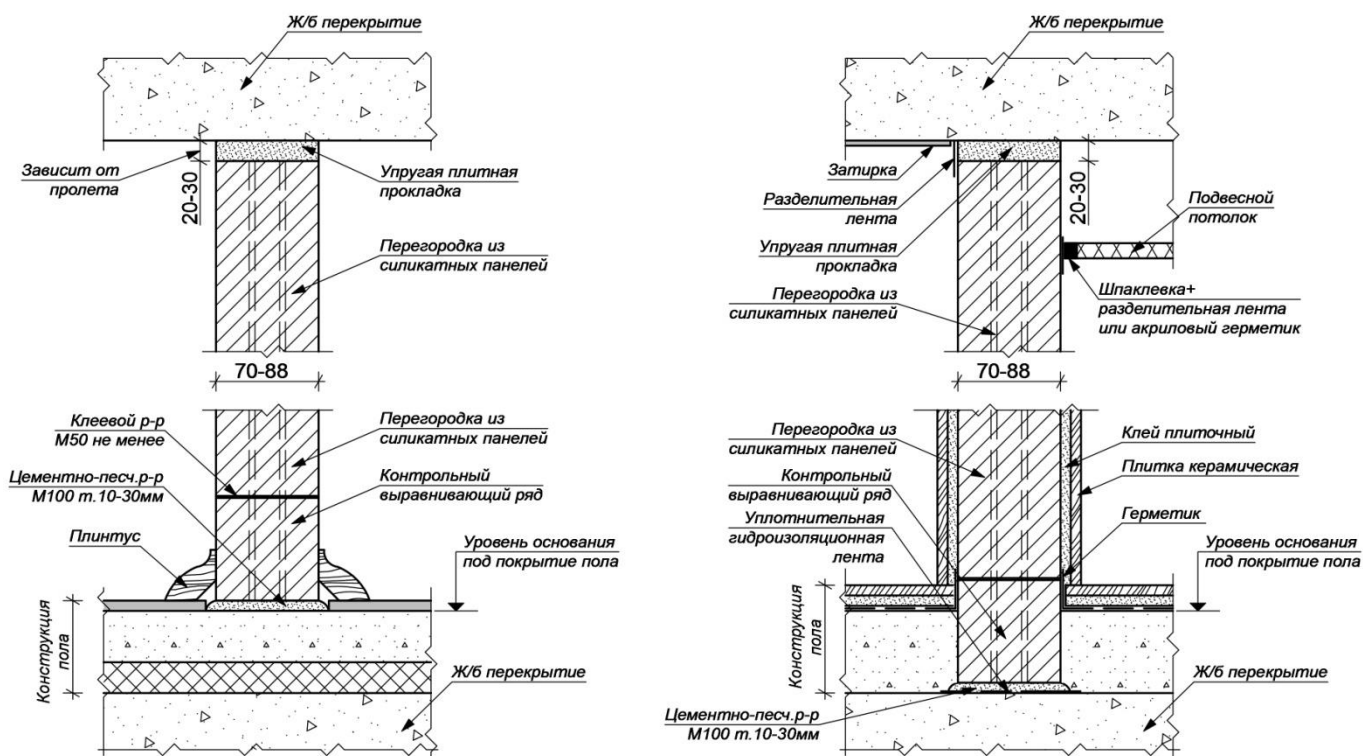 Ж/б перекрытие
Зависит от
пролета
20-30
Упругая плитная
прокладка
Перегородка из
силикатных панелей
70-88
Клеевой р-р
М50 не менее
Перегородка из
силикатных панелей
Цементно-песч.р-р
М100 т.10-30мм
Контрольный
выравнивающий ряд
Плинтус
Уровень основания
под покрытие пола
Конструкция
пола
Ж/б перекрытие
Ж/б перекрытие
Затирка
Разделительная
лента
Упругая плитная
прокладка
Перегородка из
силикатных панелей
20-30
Подвесной
потолок
Шпаклевка+
разделительная лента
или акриловый герметик
70-88
Перегородка из
силикатных панелей
Контрольный
выравнивающий ряд
Уплотнительная
гидроизоляционная
лента
Клей плиточный
Плитка керамическая
Герметик
Уровень основания
под покрытие пола
Конструкция
пола
Ж/б перекрытие
Цементно-песч.р-р
М100 т.10-30мм